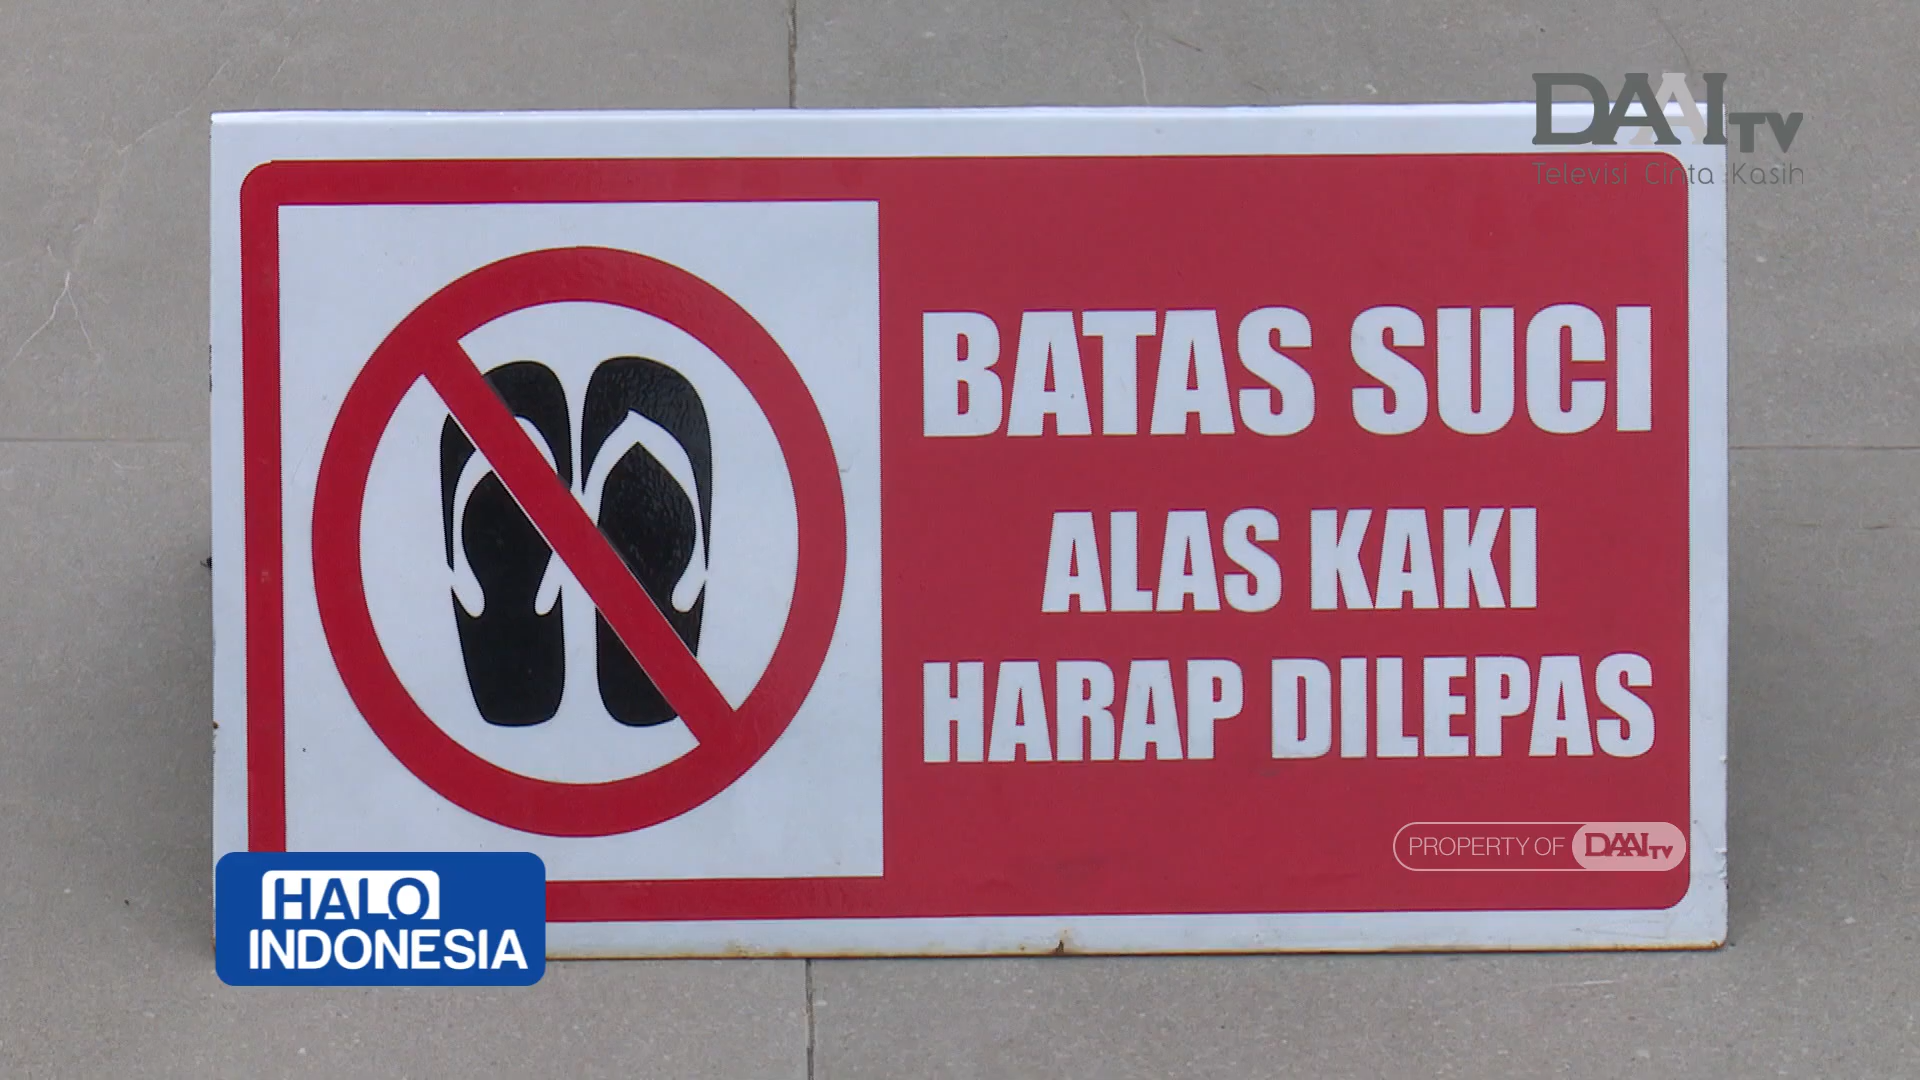 DAAI TV
Televisi Cinta Kasih
BATAS SUCI
ALAS KAKI
HARAP DILEPAS
PROPERTY OF DAAI TV
HALO
INDONESIA